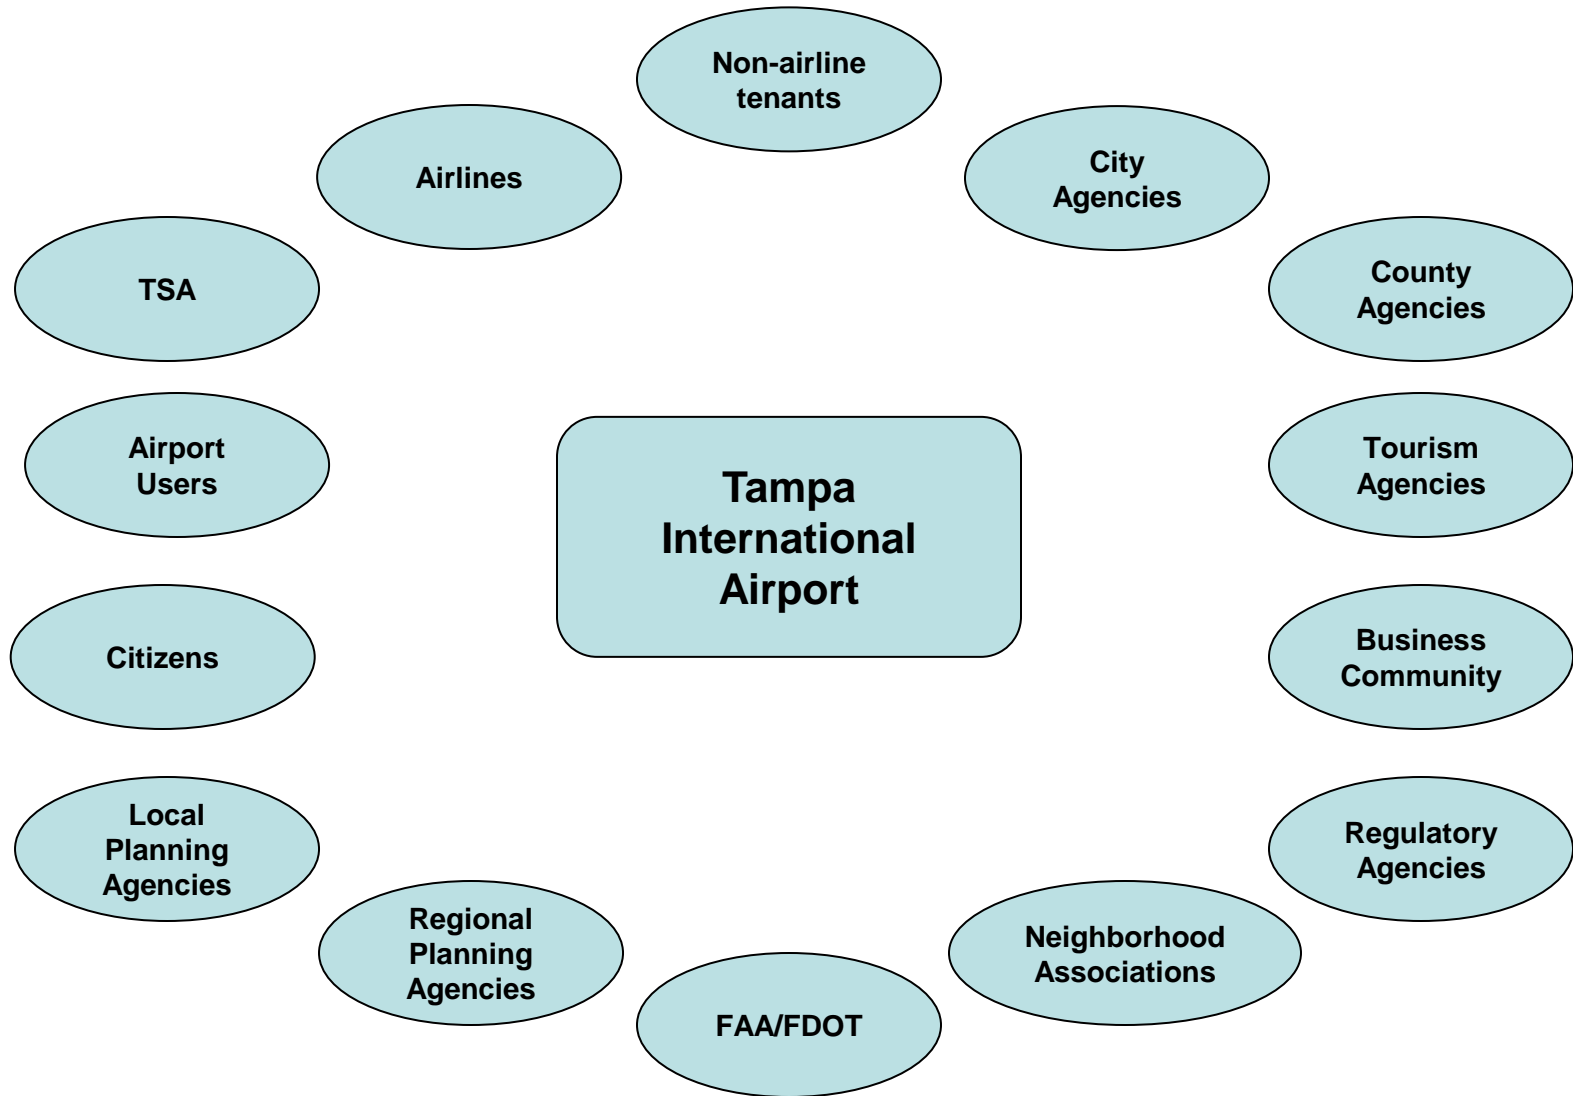 Non-airline
tenants
Airlines
City
Agencies
TSA
County
Agencies
Airport
Users
Tourism
Agencies
Tampa
International
Airport
Citizens
Business
Community
Local
Planning
Agencies
Regulatory
Agencies
Regional
Planning
Agencies
Neighborhood
Associations
FAA/FDOT